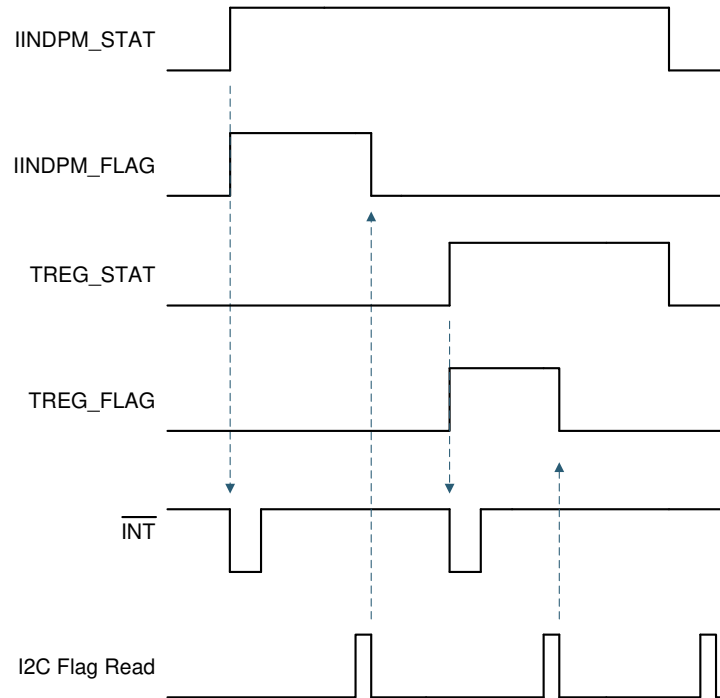 IINDPM_STAT
IINDPM_FLAG
TREG_STAT
TREG_FLAG
INT
I2C Flag Read